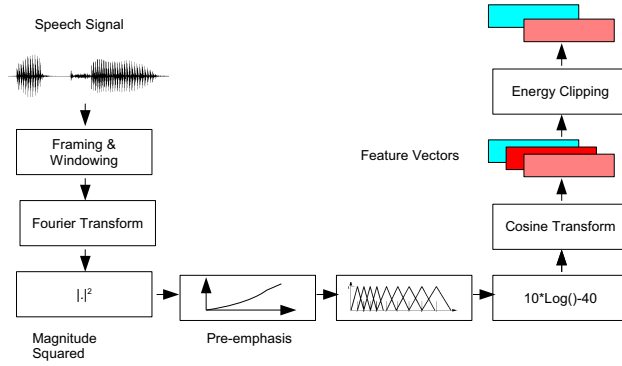 Speech Signal
Framing &
Windowing
Fourier Transform
|.|²
Magnitude
Squared
Pre-emphasis
10*Log()-40
Cosine Transform
Feature Vectors
Energy Clipping